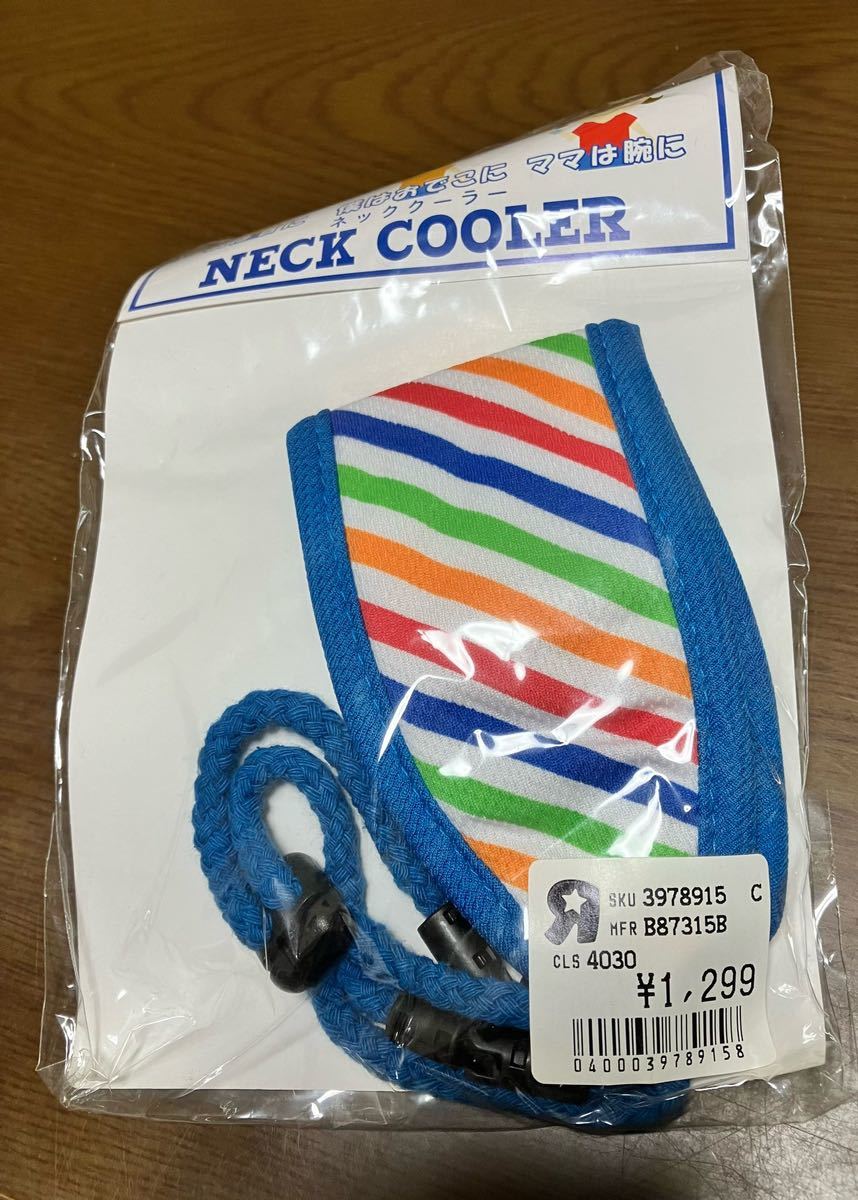 僕はおでこに ママは腕に
ネッククーラー
NECK COOLER
SKU 3978915 C
MFR B87315B
CLS 4030
¥1,299
0400039789158